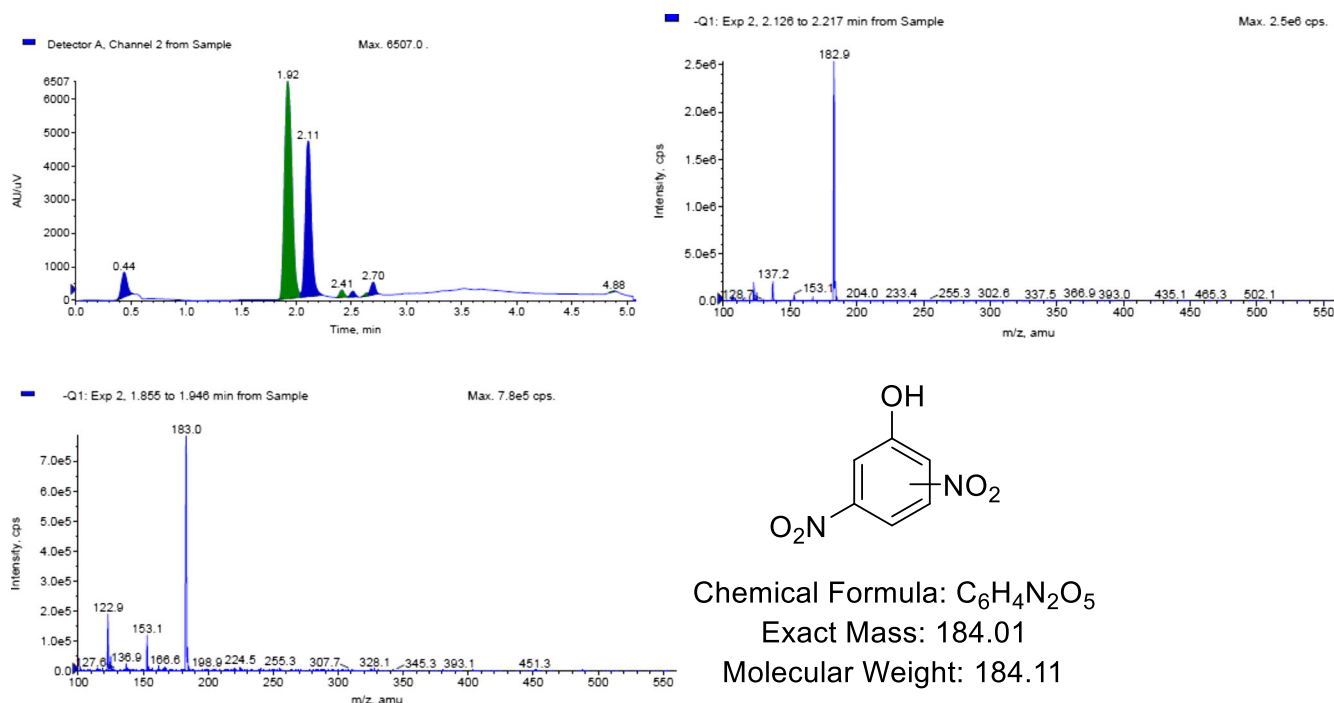 Detector A, Channel 2 from Sample
Max. 6507.0 .
6507
6000
5000
4000
3000
2000
1000
0
AU/uV
0.44
1.92
2.11
2.41
2.70
4.88
0.0 0.5 1.0 1.5 2.0 2.5 3.0 3.5 4.0 4.5 5.0
Time, min
-Q1: Exp 2, 2.126 to 2.217 min from Sample
Max. 2.5e6 cps.
2.5e6
2.0e6
1.5e6
1.0e6
5.0e5
0.0
Intensity, cps
182.9
137.2
153.1
128.7
204.0 233.4 255.3 302.6 337.5 366.9 393.0 435.1 465.3 502.1
100 150 200 250 300 350 400 450 500 550
m/z, amu
-Q1: Exp 2, 1.855 to 1.946 min from Sample
Max. 7.8e5 cps.
7.0e5
6.0e5
5.0e5
4.0e5
3.0e5
2.0e5
1.0e5
0.0
Intensity, cps
183.0
122.9
153.1
127.6 136.9 166.6 198.9 224.5 255.3 307.7 328.1 345.3 393.1 451.3
100 150 200 250 300 350 400 450 500 550
m/z, amu
OH
NO₂
O₂N
Chemical Formula: C₆H₄N₂O₅
Exact Mass: 184.01
Molecular Weight: 184.11